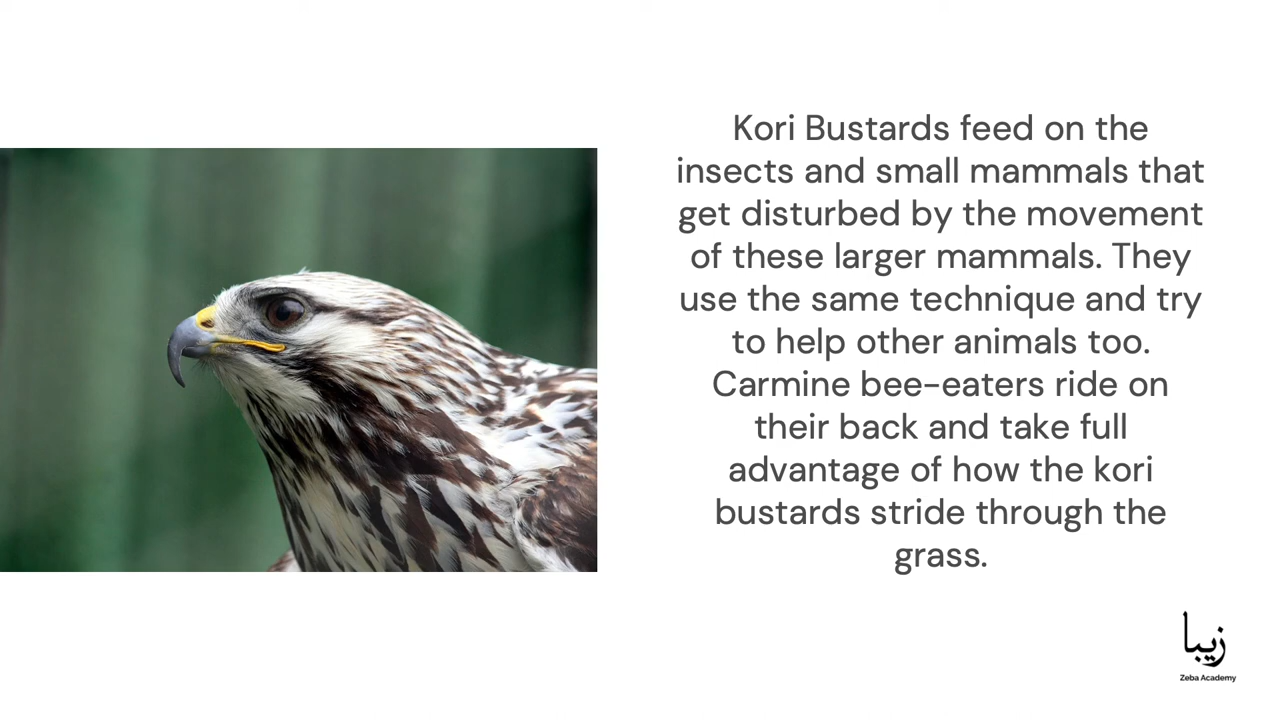 Kori Bustards feed on the
insects and small mammals that
get disturbed by the movement
of these larger mammals. They
use the same technique and try
to help other animals too.
Carmine bee-eaters ride on
their back and take full
advantage of how the kori
bustards stride through the
grass.
زیبا
Zeba Academy